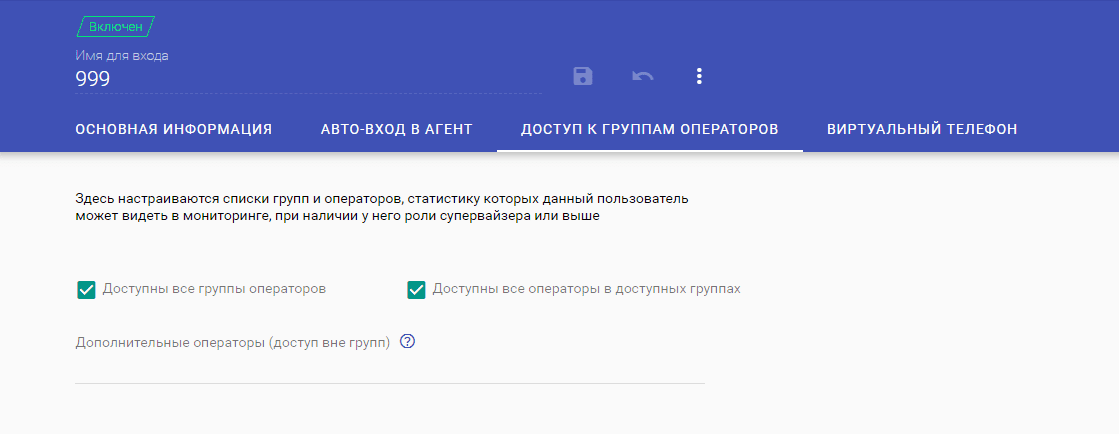 Включен
Имя для входа
999
ОСНОВНАЯ ИНФОРМАЦИЯ
АВТО-ВХОД В АГЕНТ
ДОСТУП К ГРУППАМ ОПЕРАТОРОВ
ВИРТУАЛЬНЫЙ ТЕЛЕФОН
Здесь настраиваются списки групп и операторов, статистику которых данный пользователь
может видеть в мониторинге, при наличии у него роли супервайзера или выше
Доступны все группы операторов
Доступны все операторы в доступных группах
Дополнительные операторы (доступ вне групп) ?